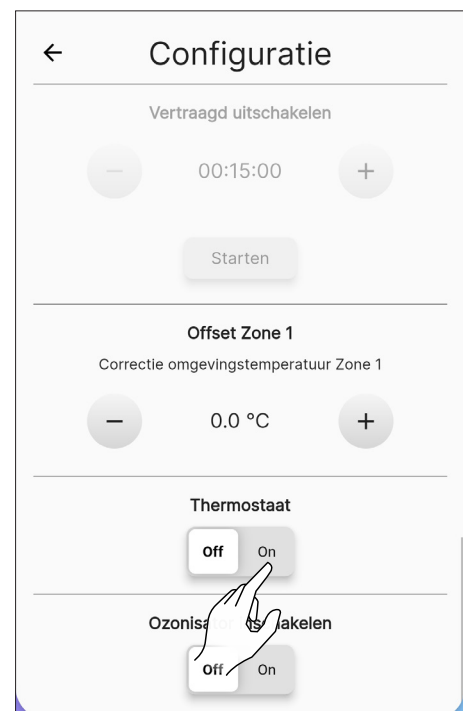 Configuratie
Vertraagd uitschakelen
00:15:00
Starten
Offset Zone 1
Correctie omgevingstemperatuur Zone 1
0.0 °C
Thermostaat
Off On
Off On